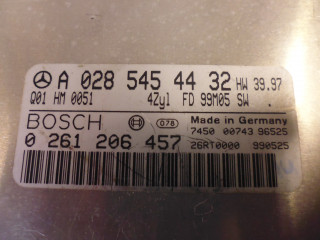 A 028 545 44 32 HW 39.97
Q01 HM 0051 4Zyl FD 99M05 SW .
BOSCH 078 Made in Germany
7450 00743 96525
0 261 206 457 26RT0000 990525